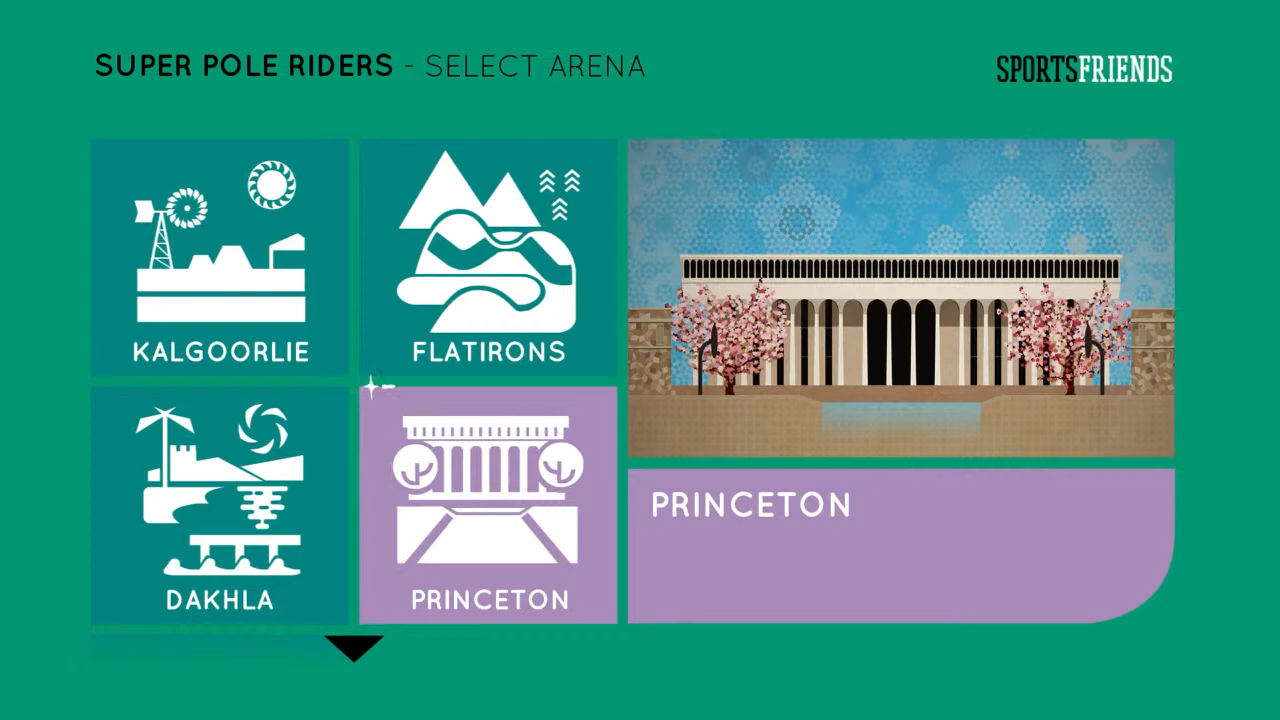 SUPER POLE RIDERS - SELECT ARENA
SPORTSFRIENDS
KALGOORLIE
FLATIRONS
DAKHLA
PRINCETON
PRINCETON